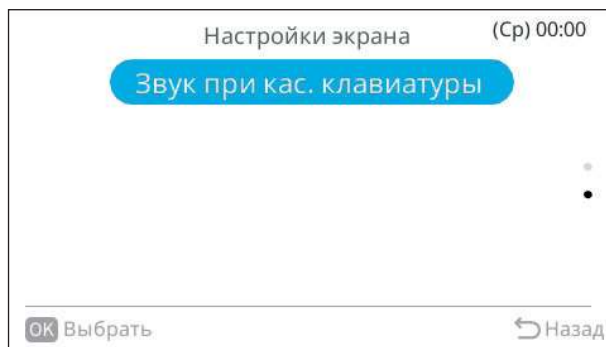 Настройки экрана
(Ср) 00:00
Звук при кас. клавиатуры
OK Выбрать
Назад